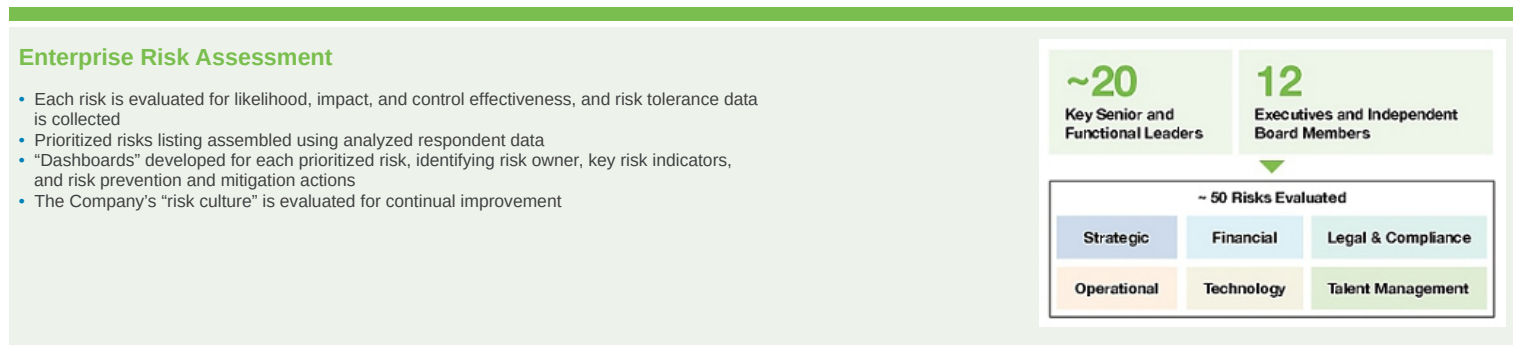 Enterprise Risk Assessment
• Each risk is evaluated for likelihood, impact, and control effectiveness, and risk tolerance data
is collected
• Prioritized risks listing assembled using analyzed respondent data
• “Dashboards” developed for each prioritized risk, identifying risk owner, key risk indicators,
and risk prevention and mitigation actions
• The Company’s “risk culture” is evaluated for continual improvement
~20
Key Senior and
Functional Leaders
12
Executives and Independent
Board Members
~ 50 Risks Evaluated
Strategic
Financial
Legal & Compliance
Operational
Technology
Talent Management